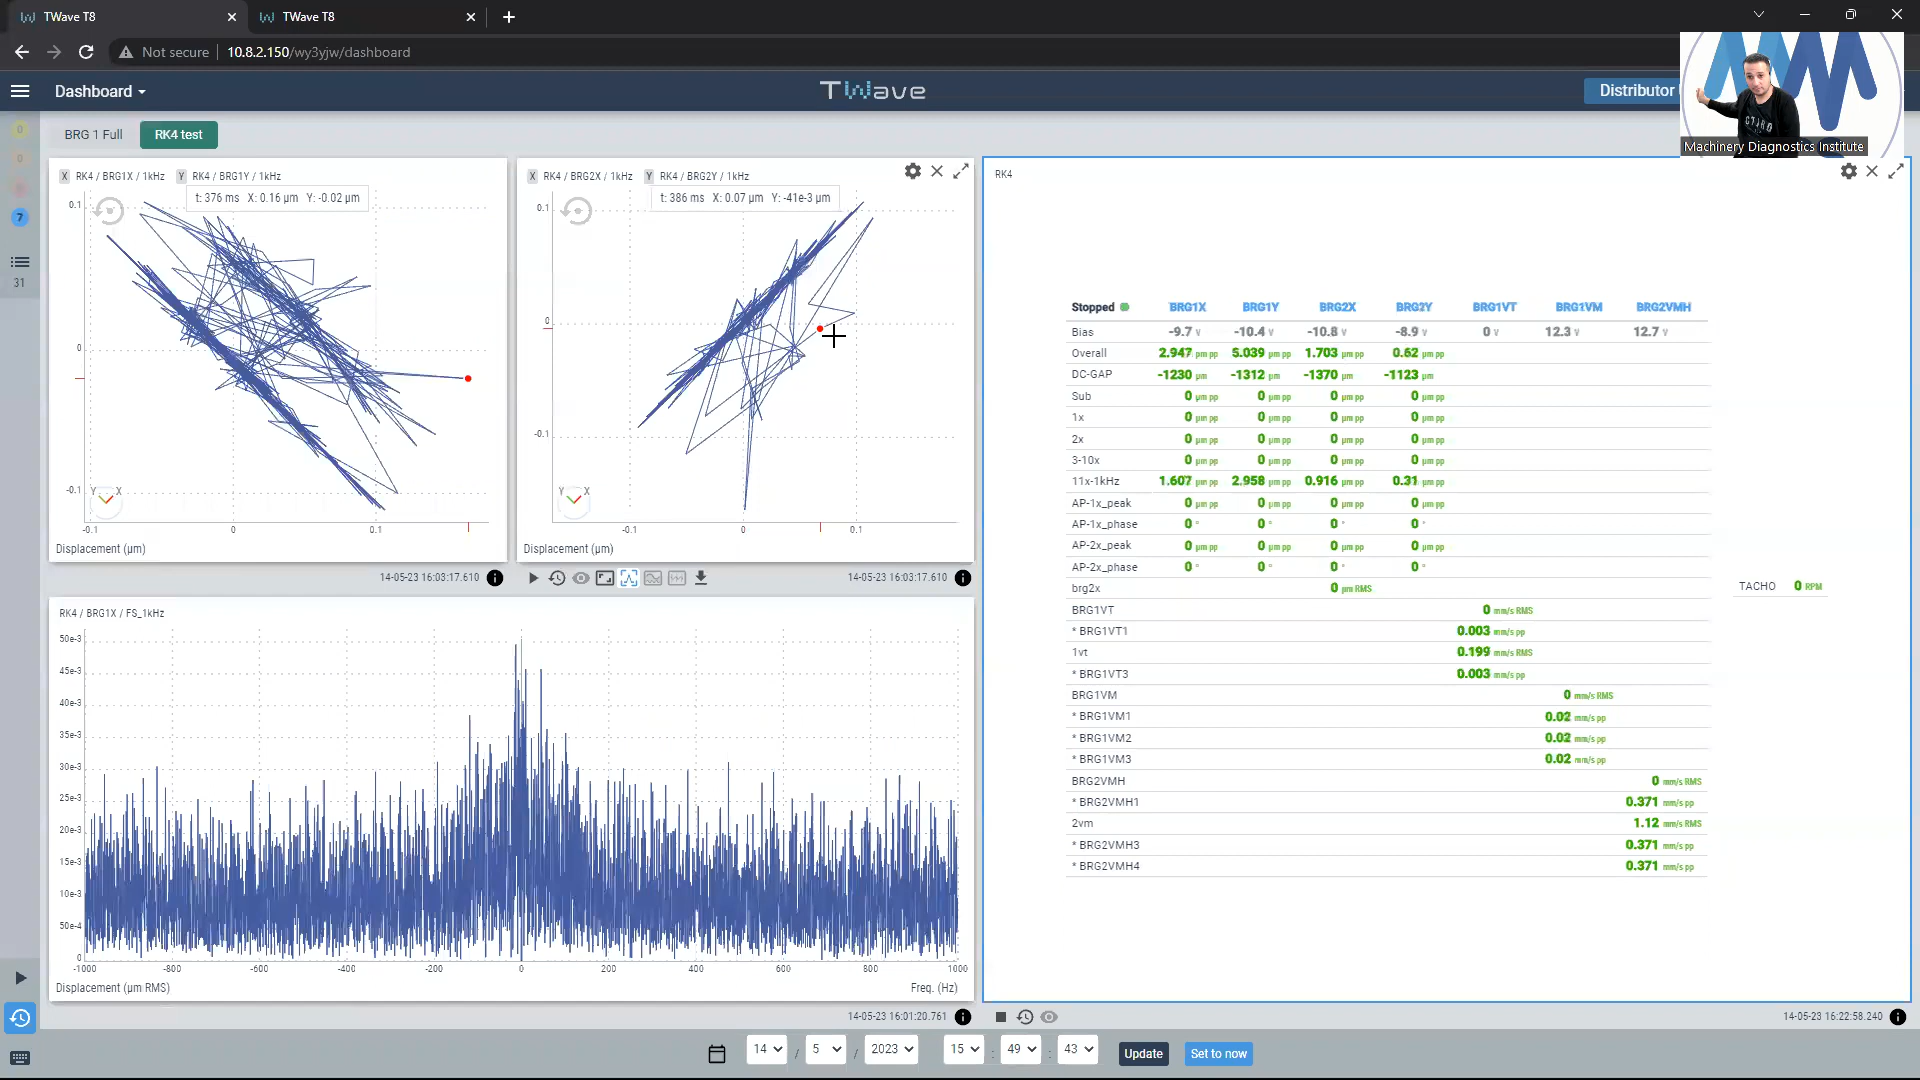 TWave T8
TWave T8
Not secure 10.8.2.150/wy3yjw/dashboard
Dashboard
TWave
Distributor
CTAHO
Machinery Diagnostics Institute
0
0
0
7
31
BRG 1 Full RK4 test
X RK4 / BRG1X / 1kHz Y RK4 / BRG1Y / 1kHz
t: 376 ms X: 0.16 µm Y: -0.02 µm
0.1
0
-0.1
Y X
-0.1 0 0.1
Displacement (µm)
14-05-23 16:03:17.610
X RK4 / BRG2X / 1kHz Y RK4 / BRG2Y / 1kHz
t: 386 ms X: 0.07 µm Y: -41e-3 µm
0.1
0
-0.1
Y X
-0.1 0 0.1
Displacement (µm)
14-05-23 16:03:17.610
RK4 / BRG1X / FS_1kHz
50e-3
45e-3
40e-3
35e-3
30e-3
25e-3
20e-3
15e-3
10e-3
50e-4
0
-1000 -800 -600 -400 -200 0 200 400 600 800 1000
Displacement (µm RMS) Freq. (Hz)
14-05-23 16:01:20.761
RK4
Stopped BRG1X BRG1Y BRG2X BRG2Y BRG1VT BRG1VM BRG2VMH
Bias -9.7 V -10.4 V -10.8 V -8.9 V 0 V 12.3 V 12.7 V
Overall 2.947 µm pp 5.039 µm pp 1.703 µm pp 0.62 µm pp
DC-GAP -1230 µm -1312 µm -1370 µm -1123 µm
Sub 0 µm pp 0 µm pp 0 µm pp 0 µm pp
1x 0 µm pp 0 µm pp 0 µm pp 0 µm pp
2x 0 µm pp 0 µm pp 0 µm pp 0 µm pp
3-10x 0 µm pp 0 µm pp 0 µm pp 0 µm pp
11x-1kHz 1.607 µm pp 2.958 µm pp 0.916 µm pp 0.31 µm pp
AP-1x_peak 0 µm pp 0 µm pp 0 µm pp 0 µm pp
AP-1x_phase 0 ° 0 ° 0 ° 0 °
AP-2x_peak 0 µm pp 0 µm pp 0 µm pp 0 µm pp
AP-2x_phase 0 ° 0 ° 0 ° 0 °
brg2x 0 µm RMS
TACHO 0 RPM
BRG1VT 0 mm/s RMS
* BRG1VT1 0.003 mm/s pp
1vt 0.199 mm/s RMS
* BRG1VT3 0.003 mm/s pp
BRG1VM 0 mm/s RMS
* BRG1VM1 0.02 mm/s pp
* BRG1VM2 0.02 mm/s pp
* BRG1VM3 0.02 mm/s pp
BRG2VMH 0 mm/s RMS
* BRG2VMH1 0.371 mm/s pp
2vm 1.12 mm/s RMS
* BRG2VMH3 0.371 mm/s pp
* BRG2VMH4 0.371 mm/s pp
14-05-23 16:22:58.240
14 / 5 / 2023 15 : 49 : 43 Update Set to now